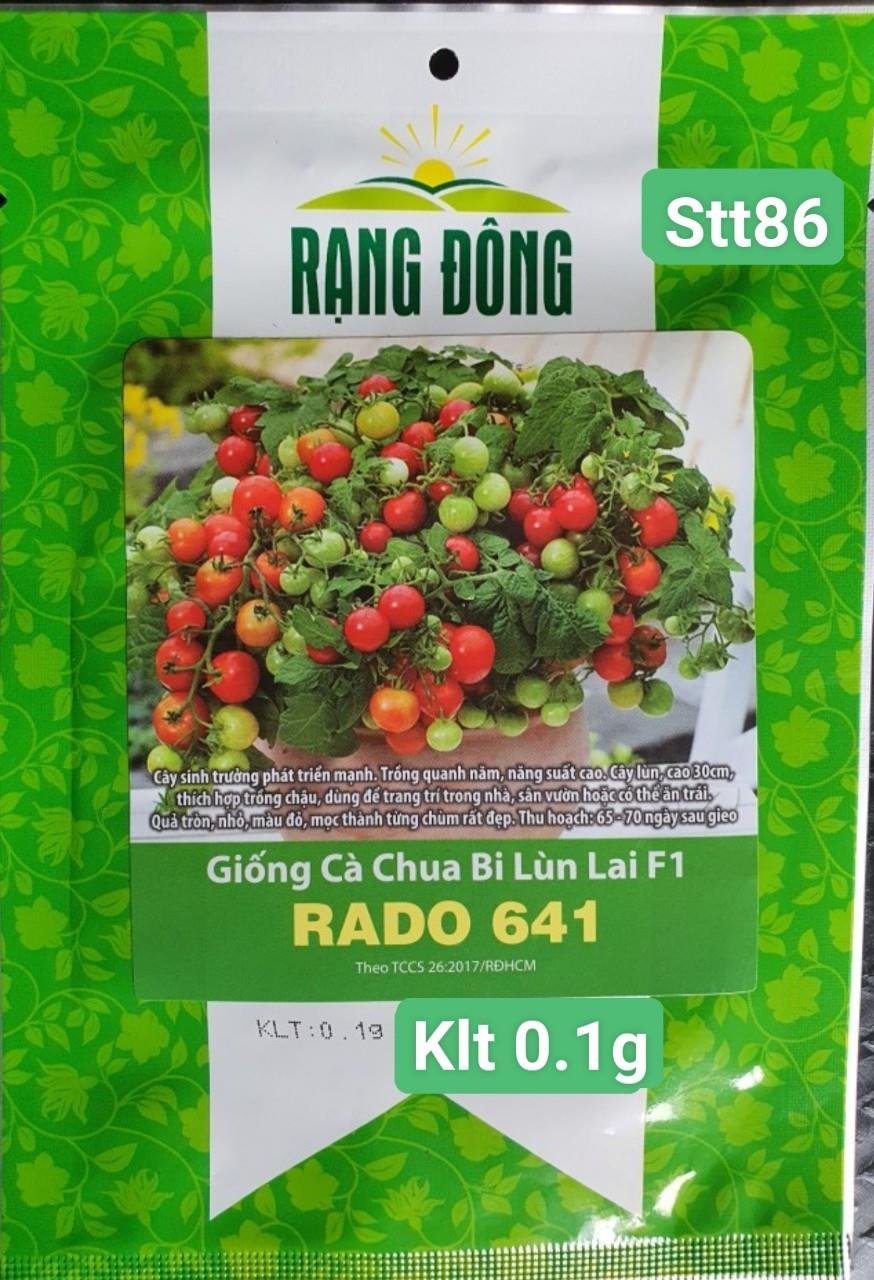 RẠNG ĐÔNG
Stt86
Cây sinh trưởng phát triển mạnh. Trồng quanh năm, năng suất cao. Cây lùn, cao 30cm,
thích hợp trồng chậu, dùng để trang trí trong nhà, sân vườn hoặc có thể ăn trái.
Quả tròn, nhỏ, màu đỏ, mọc thành từng chùm rất đẹp. Thu hoạch: 65 - 70 ngày sau gieo
Giống Cà Chua Bi Lùn Lai F1
RADO 641
Theo TCCS 26:2017/RĐHCM
KLT:0.1g
Klt 0.1g